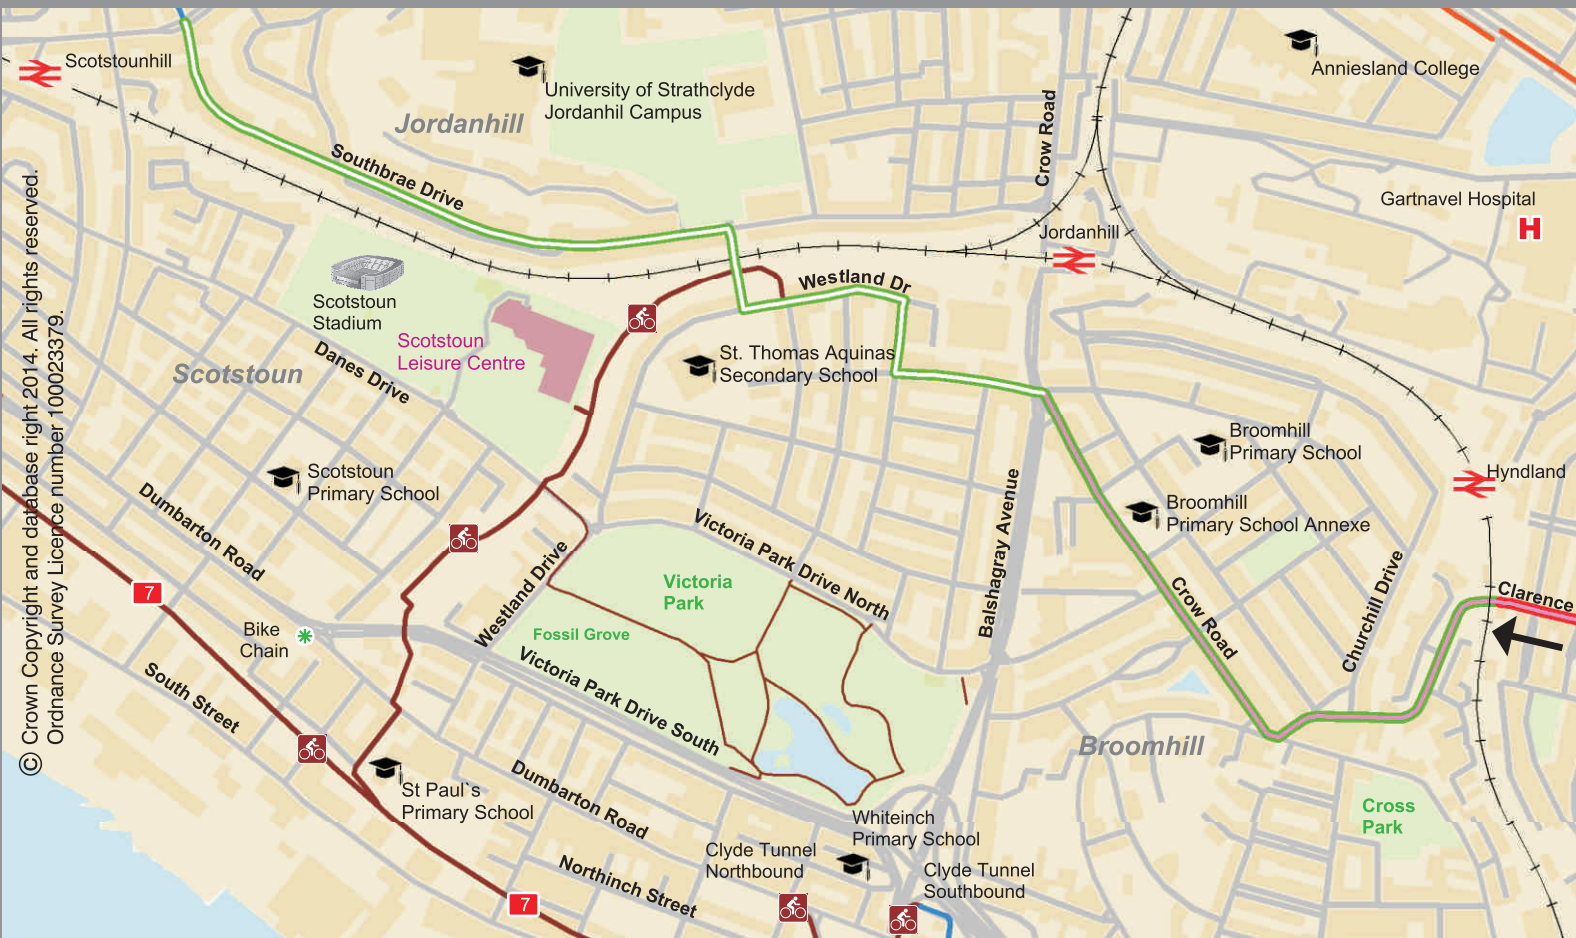 Scotstounhill
University of Strathclyde
Jordanhil Campus
Jordanhill
Southbrae Drive
Crow Road
Anniesland College
Gartnavel Hospital
H
Jordanhill
Westland Dr
Scotstoun
Stadium
Scotstoun
Leisure Centre
Danes Drive
Scotstoun
St. Thomas Aquinas
Secondary School
Broomhill
Primary School
Hyndland
Broomhill
Primary School Annexe
Scotstoun
Primary School
Dumbarton Road
Balshagray Avenue
Victoria Park Drive North
Westland Drive
Victoria
Park
Fossil Grove
Victoria Park Drive South
Crow Road
Churchill Drive
Clarence
7
Bike
Chain
South Street
Broomhill
St Paul`s
Primary School
Dumbarton Road
Cross
Park
Whiteinch
Primary School
Clyde Tunnel
Northbound
Clyde Tunnel
Southbound
Northinch Street
7
© Crown Copyright and database right 2014. All rights reserved.
Ordnance Survey Licence number 100023379.